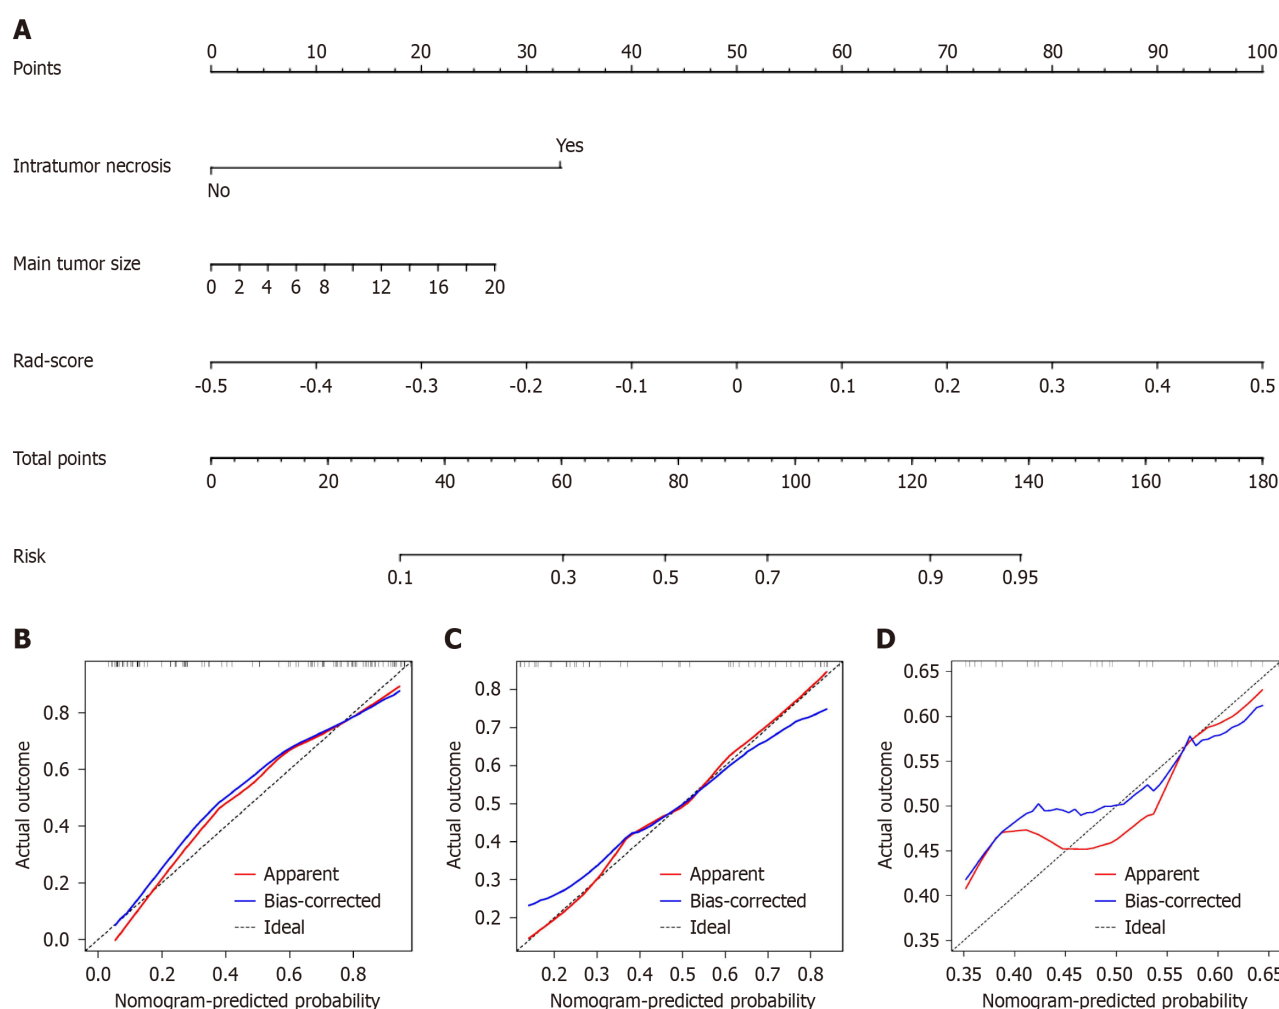 A
Points 0 10 20 30 40 50 60 70 80 90 100
Intratumor necrosis Yes
No
Main tumor size
0 2 4 6 8 12 16 20
Rad-score
-0.5 -0.4 -0.3 -0.2 -0.1 0 0.1 0.2 0.3 0.4 0.5
Total points
0 20 40 60 80 100 120 140 160 180
Risk
0.1 0.3 0.5 0.7 0.9 0.95
B
Actual outcome
0.8
0.6
0.4
0.2
0.0
Apparent
Bias-corrected
Ideal
0.0 0.2 0.4 0.6 0.8
Nomogram-predicted probability
C
Actual outcome
0.8
0.7
0.6
0.5
0.4
0.3
0.2
Apparent
Bias-corrected
Ideal
0.2 0.3 0.4 0.5 0.6 0.7 0.8
Nomogram-predicted probability
D
Actual outcome
0.65
0.60
0.55
0.50
0.45
0.40
0.35
Apparent
Bias-corrected
Ideal
0.35 0.40 0.45 0.50 0.55 0.60 0.65
Nomogram-predicted probability